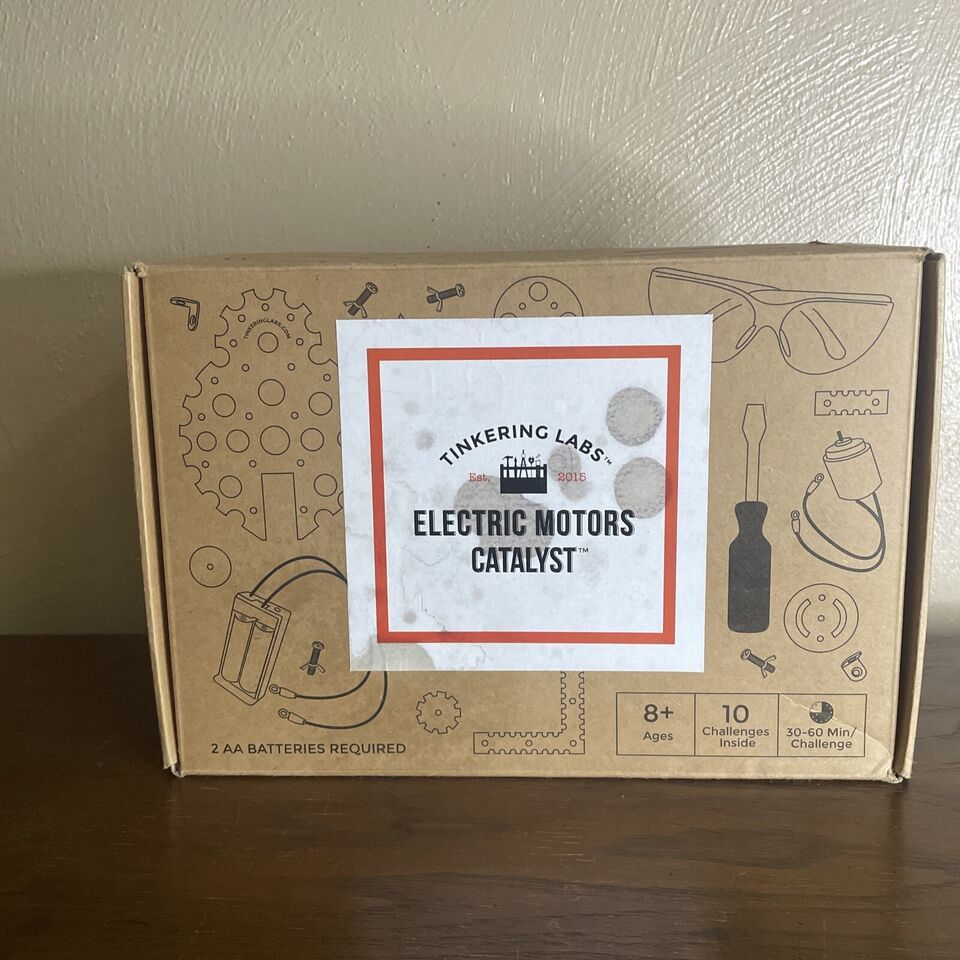 TINKERINGLABS.COM
TINKERING LABS™
Est. 2015
ELECTRIC MOTORS
CATALYST™
2 AA BATTERIES REQUIRED
8+
Ages
10
Challenges
Inside
30-60 Min/
Challenge